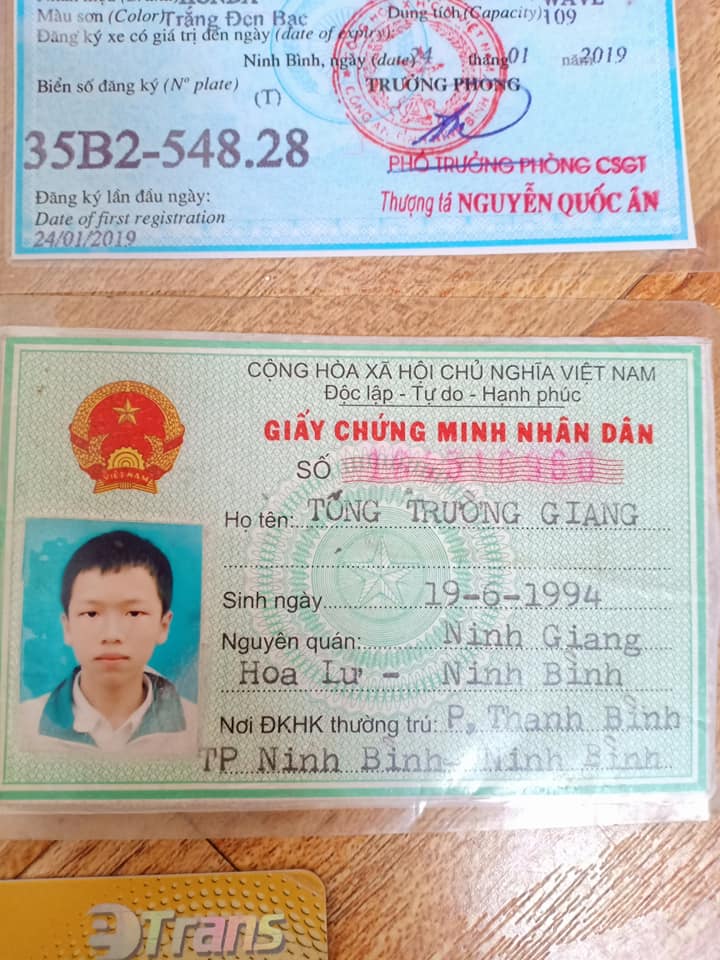 HONDA WAVE
Màu sơn (Color) Trắng Đen Bạc Dung tích (Capacity) 109
Đăng ký xe có giá trị đến ngày (date of expiry):
Ninh Bình, ngày (date) 24 tháng 01 năm 2019
Biển số đăng ký (Nº plate) TRƯỞNG PHÒNG
(T)
35B2-548.28
PHÓ TRƯỞNG PHÒNG CSGT
Đăng ký lần đầu ngày: Thượng tá NGUYỄN QUỐC ÂN
Date of first registration
24/01/2019
CỘNG HÒA XÃ HỘI CHỦ NGHĨA VIỆT NAM
Độc lập - Tự do - Hạnh phúc
GIẤY CHỨNG MINH NHÂN DÂN
VIỆT NAM
SỐ
Họ tên: TỐNG TRƯỜNG GIANG
Sinh ngày 19-6-1994
Nguyên quán: Ninh Giang
Hoa Lư - Ninh Bình
Nơi ĐKHK thường trú: P. Thanh Bình
TP Ninh Bình- Ninh Bình
Trans